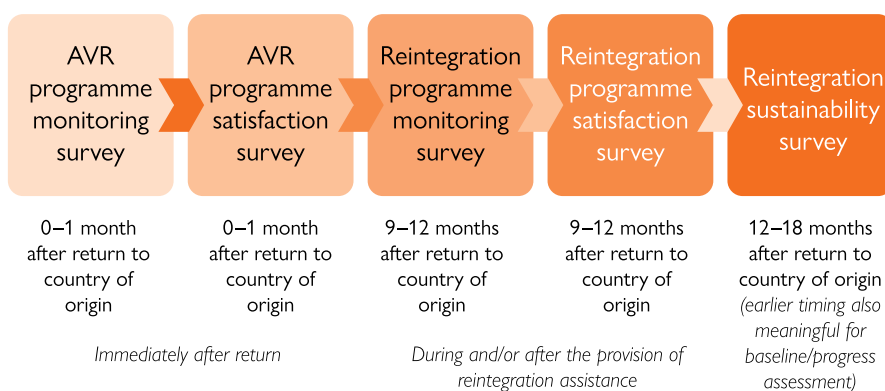 AVR
programme
monitoring
survey
AVR
programme
satisfaction
survey
Reintegration
programme
monitoring
survey
Reintegration
programme
satisfaction
survey
Reintegration
sustainability
survey
0–1 month
after return to
country of
origin
0–1 month
after return to
country of
origin
9–12 months
after return to
country of
origin
9–12 months
after return to
country of
origin
12–18 months
after return to
country of origin
(earlier timing also
meaningful for
baseline/progress
assessment)
Immediately after return
During and/or after the provision of
reintegration assistance